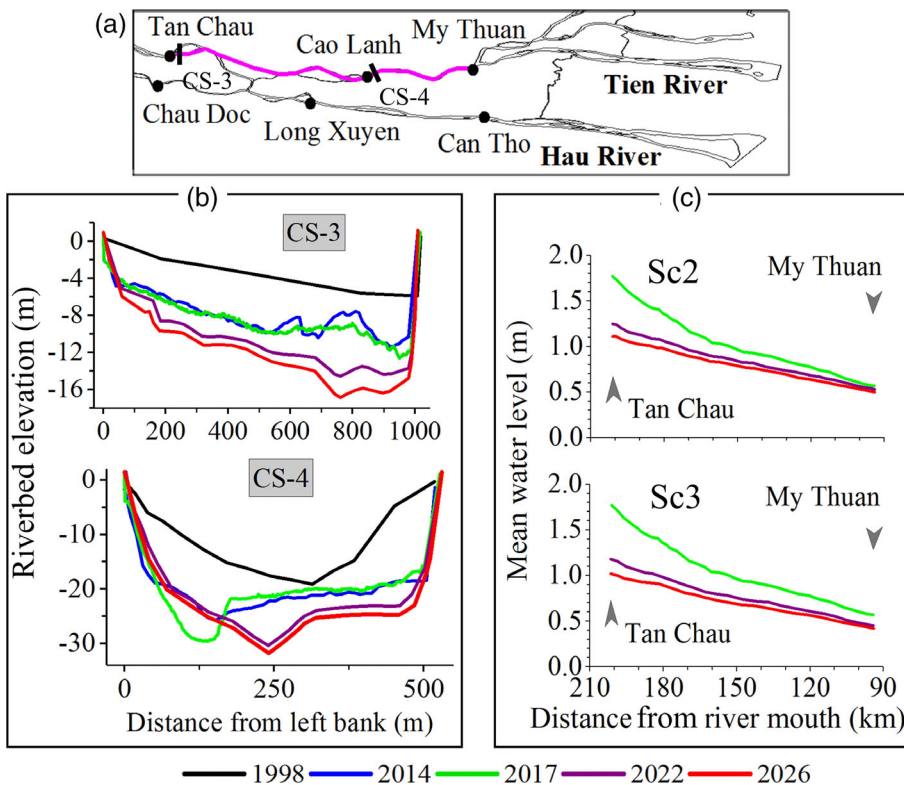 (a)
Tan Chau
Cao Lanh
My Thuan
CS-3
CS-4
Tien River
Chau Doc
Long Xuyen
Can Tho
Hau River
(b)
CS-3
0
-4
-8
-12
-16
0 200 400 600 800 1000
CS-4
0
-10
-20
-30
0 250 500
Riverbed elevation (m)
Distance from left bank (m)
(c)
2.0
1.5
1.0
0.5
0.0
Sc2
My Thuan
Tan Chau
2.0
1.5
1.0
0.5
0.0
Sc3
My Thuan
Tan Chau
210 180 150 120 90
Mean water level (m)
Distance from river mouth (km)
1998 2014 2017 2022 2026